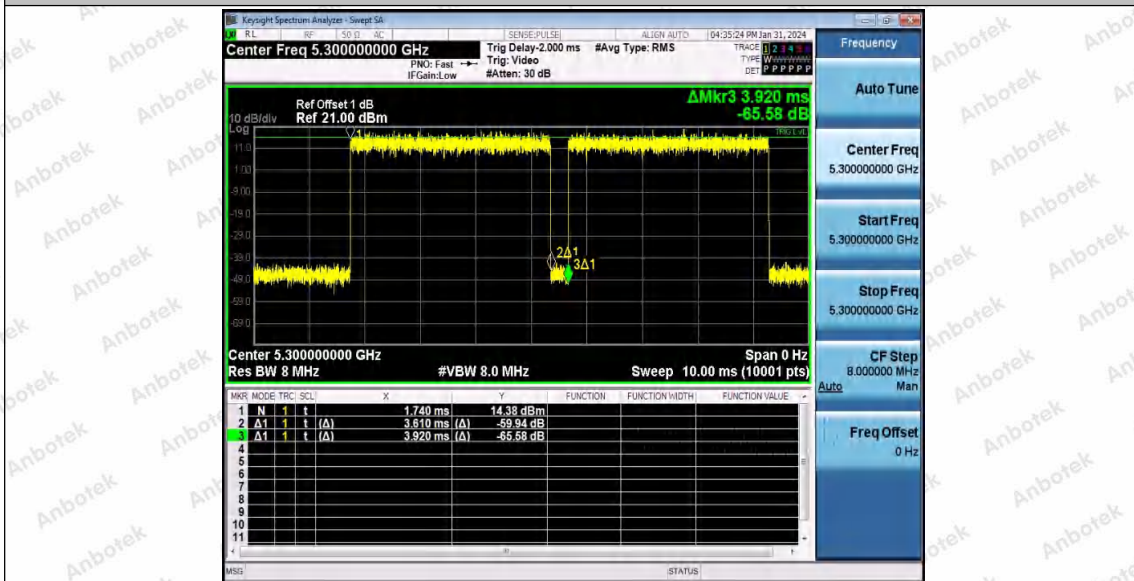 Keysight Spectrum Analyzer - Swept SA
RL RF 50 Ω AC SENSE:PULSE ALIGN AUTO 04:35:24 PM Jan 31, 2024
Center Freq 5.300000000 GHz
PNO: Fast
IFGain:Low
Trig Delay-2.000 ms
Trig: Video
#Atten: 30 dB
#Avg Type: RMS
TRACE 1 2 3 4 5 6
TYPE W
DET P P P P P P
Frequency
Auto Tune
Center Freq
5.300000000 GHz
Start Freq
5.300000000 GHz
Stop Freq
5.300000000 GHz
CF Step
8.000000 MHz
Auto Man
Freq Offset
0 Hz
ΔMkr3 3.920 ms
-65.58 dB
Ref Offset 1 dB
10 dB/div Ref 21.00 dBm
Log
TRIG LVL
1
11.0
1.00
-9.00
-19.0
-29.0
-39.0
-49.0
-59.0
-69.0
2Δ1
3Δ1
Center 5.300000000 GHz Span 0 Hz
Res BW 8 MHz #VBW 8.0 MHz Sweep 10.00 ms (10001 pts)
MKR MODE TRC SCL X Y FUNCTION FUNCTION WIDTH FUNCTION VALUE
1 N 1 t 1.740 ms 14.38 dBm
2 Δ1 1 t (Δ) 3.610 ms (Δ) -59.94 dB
3 Δ1 1 t (Δ) 3.920 ms (Δ) -65.58 dB
4
5
6
7
8
9
10
11
MSG STATUS
Anbotek